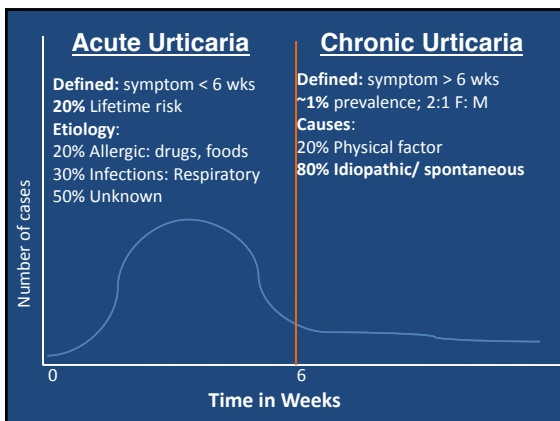 Acute Urticaria
Defined: symptom < 6 wks
20% Lifetime risk
Etiology:
20% Allergic: drugs, foods
30% Infections: Respiratory
50% Unknown
Chronic Urticaria
Defined: symptom > 6 wks
~1% prevalence; 2:1 F: M
Causes:
20% Physical factor
80% Idiopathic/ spontaneous
Number of cases
0
6
Time in Weeks